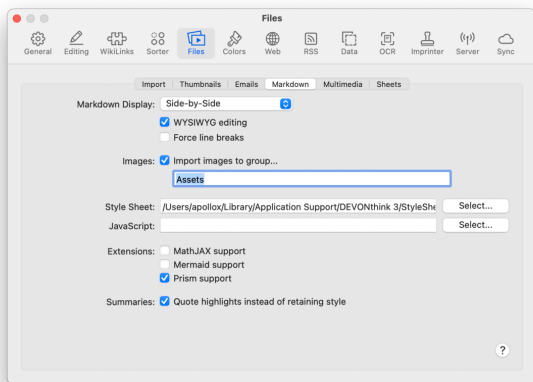 Files
General Editing WikiLinks Sorter Files Colors Web RSS Data OCR Imprinter Server Sync
Import Thumbnails Emails Markdown Multimedia Sheets
Markdown Display: Side-by-Side
WYSIWYG editing
Force line breaks
Images: Import images to group...
Assets
Style Sheet: /Users/apollox/Library/Application Support/DEVONthink 3/StyleShe Select...
JavaScript: Select...
Extensions: MathJAX support
Mermaid support
Prism support
Summaries: Quote highlights instead of retaining style
?